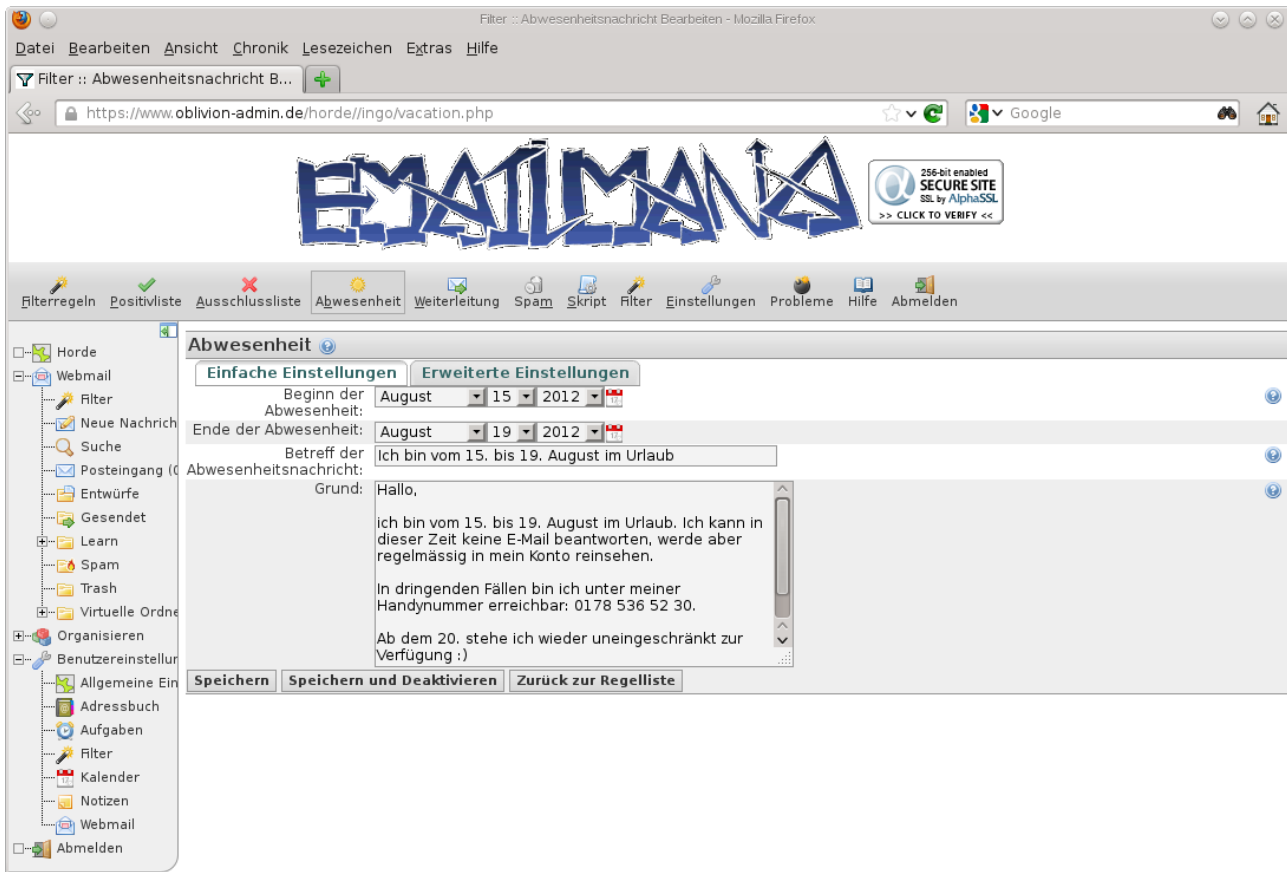 Filter :: Abwesenheitsnachricht Bearbeiten - Mozilla Firefox
Datei Bearbeiten Ansicht Chronik Lesezeichen Extras Hilfe
Filter :: Abwesenheitsnachricht B...
https://www.oblivion-admin.de/horde//ingo/vacation.php
Google
EMAILMANA
256-bit enabled
SECURE SITE
SSL by AlphaSSL
>> CLICK TO VERIFY <<
Filterregeln Positivliste Ausschlussliste Abwesenheit Weiterleitung Spam Skript Filter Einstellungen Probleme Hilfe Abmelden
Horde
Webmail
Filter
Neue Nachrich
Suche
Posteingang (0
Entwürfe
Gesendet
Learn
Spam
Trash
Virtuelle Ordne
Organisieren
Benutzereinstellur
Allgemeine Ein
Adressbuch
Aufgaben
Filter
Kalender
Notizen
Webmail
Abmelden
Abwesenheit
Einfache Einstellungen Erweiterte Einstellungen
Beginn der Abwesenheit: August 15 2012
Ende der Abwesenheit: August 19 2012
Betreff der Abwesenheitsnachricht: Ich bin vom 15. bis 19. August im Urlaub
Grund: Hallo,
ich bin vom 15. bis 19. August im Urlaub. Ich kann in
dieser Zeit keine E-Mail beantworten, werde aber
regelmässig in mein Konto reinsehen.
In dringenden Fällen bin ich unter meiner
Handynummer erreichbar: 0178 536 52 30.
Ab dem 20. stehe ich wieder uneingeschränkt zur
Verfügung :)
Speichern Speichern und Deaktivieren Zurück zur Regelliste